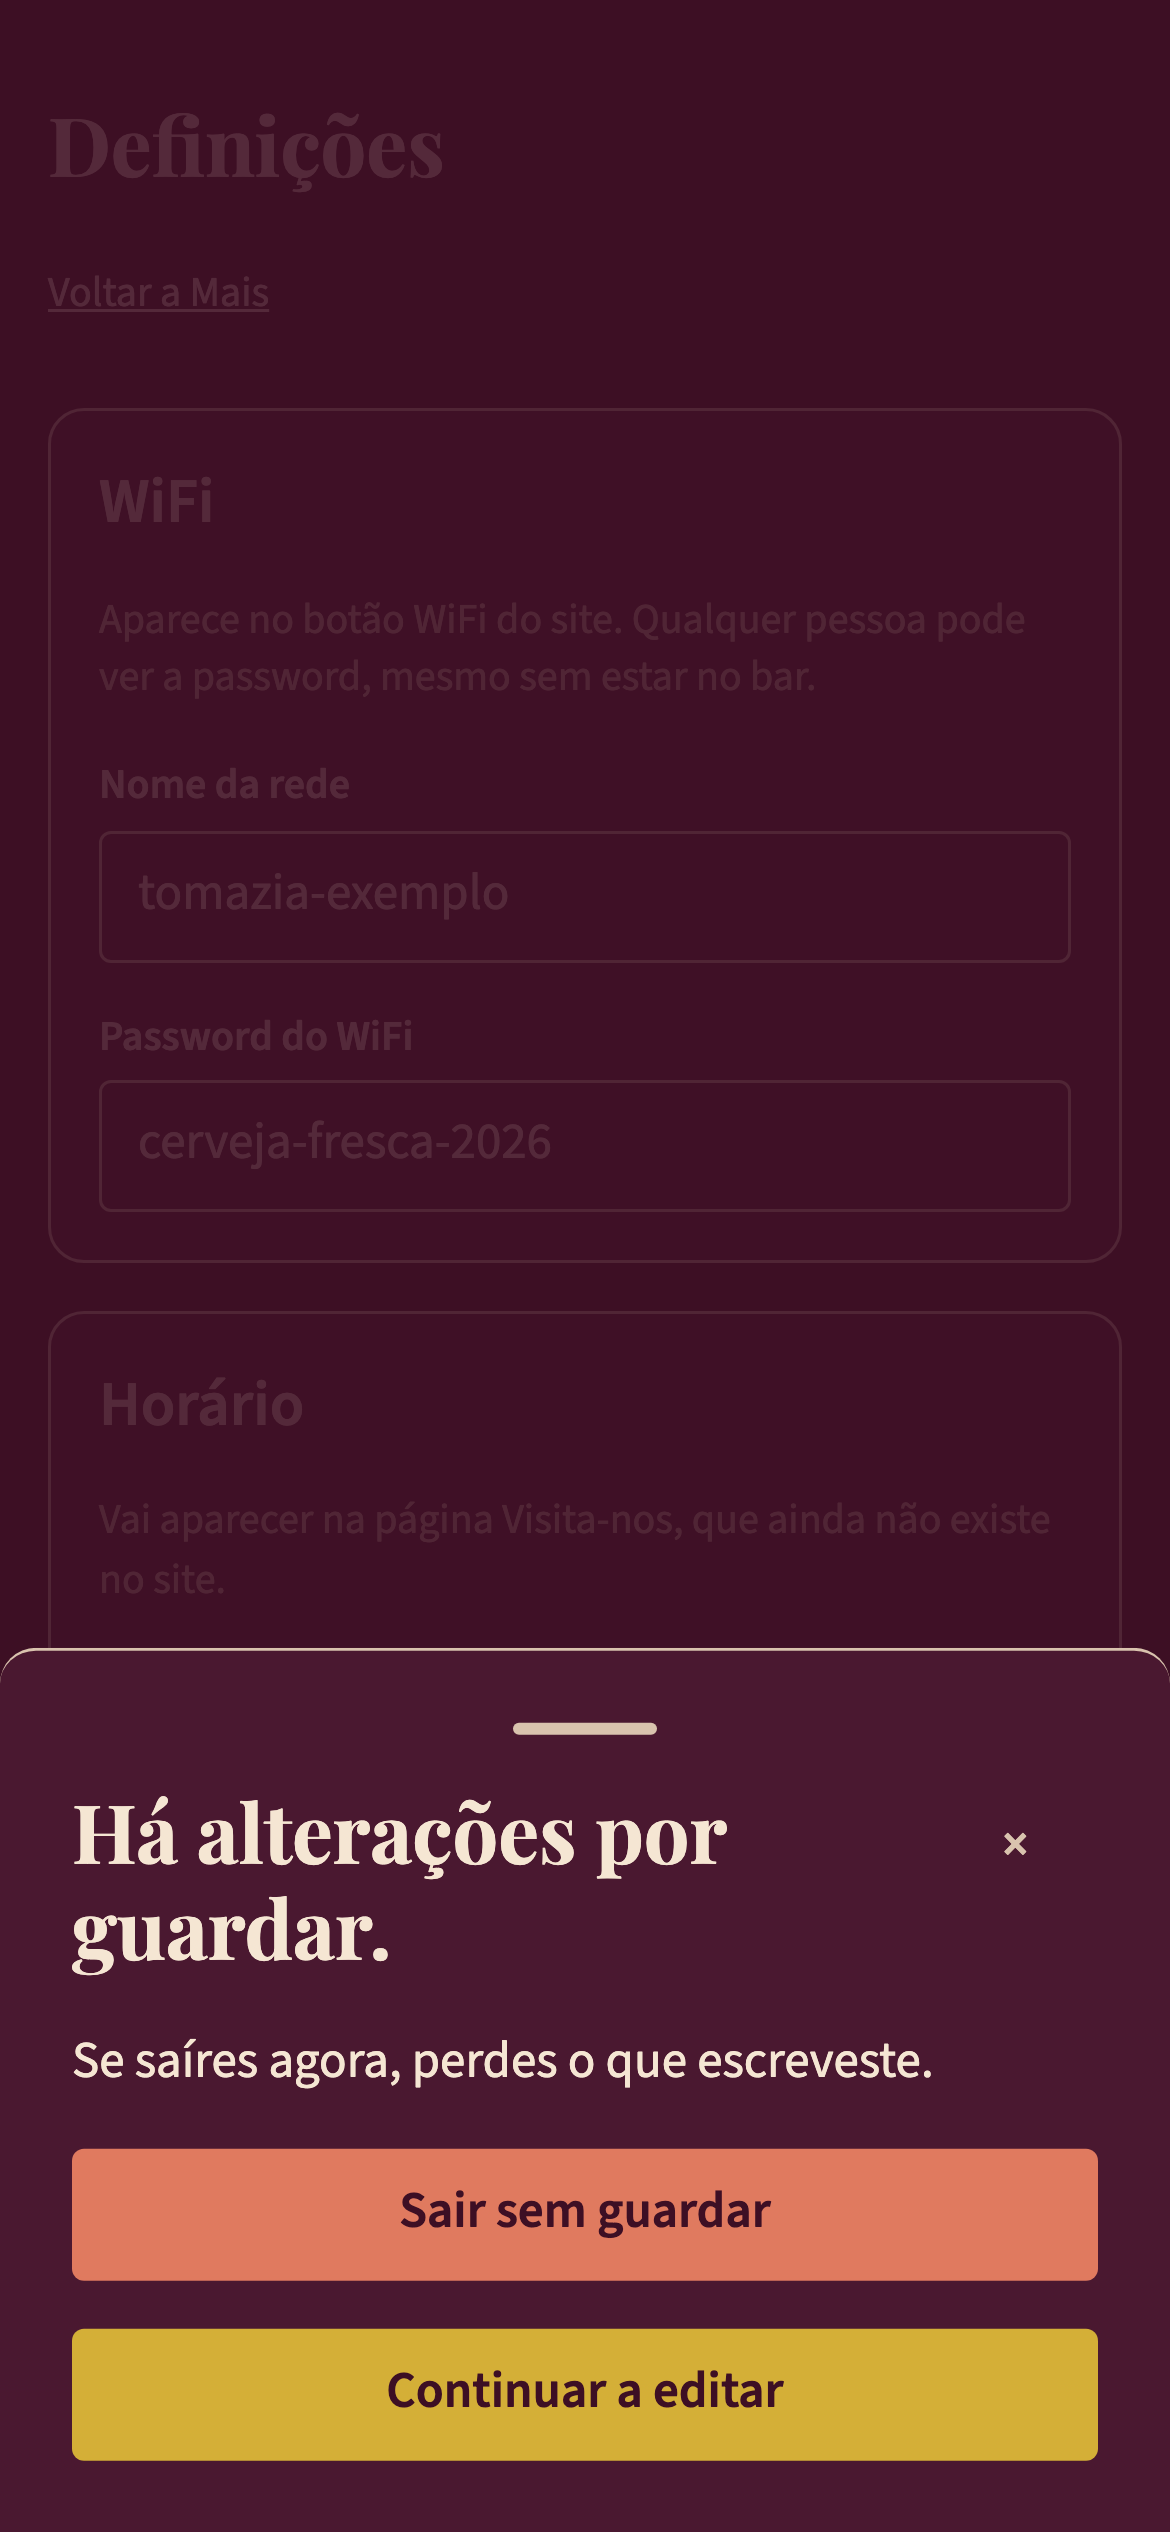 Definições
Voltar a Mais
WiFi
Aparece no botão WiFi do site. Qualquer pessoa pode
ver a password, mesmo sem estar no bar.
Nome da rede
tomazia-exemplo
Password do WiFi
cerveja-fresca-2026
Horário
Vai aparecer na página Visita-nos, que ainda não existe
no site.
Há alterações por
guardar.
×
Se saíres agora, perdes o que escreveste.
Sair sem guardar
Continuar a editar